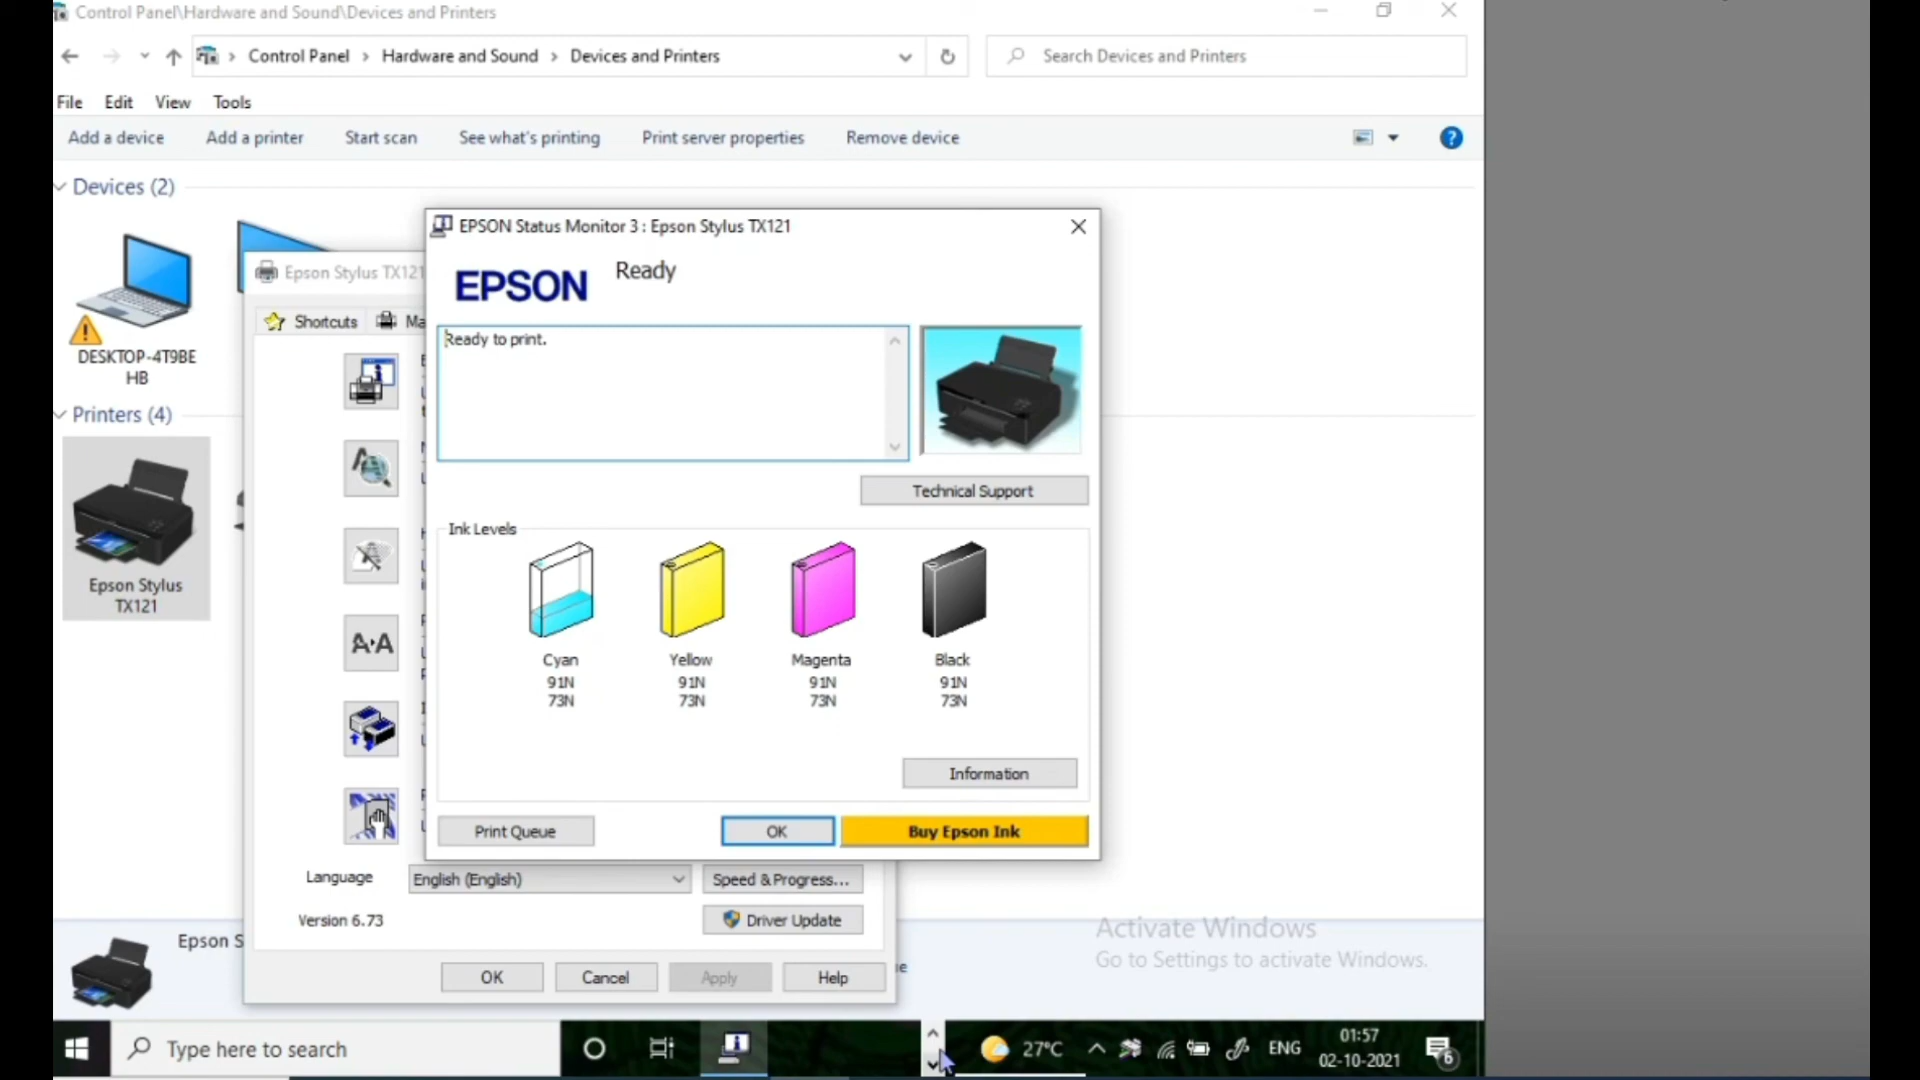 Control Panel\Hardware and Sound\Devices and Printers
Control Panel > Hardware and Sound > Devices and Printers
Search Devices and Printers
File Edit View Tools
Add a device Add a printer Start scan See what's printing Print server properties Remove device
Devices (2)
DESKTOP-4T9BE
HB
Printers (4)
Epson Stylus
TX121
Epson Stylus TX121
Shortcuts Ma
EPSON Status Monitor 3 : Epson Stylus TX121
EPSON
Ready
Ready to print.
Technical Support
Ink Levels
Cyan Yellow Magenta Black
91N 91N 91N 91N
73N 73N 73N 73N
Information
Print Queue OK Buy Epson Ink
Language English (English) Speed & Progress...
Version 6.73 Driver Update
OK Cancel Apply Help
Epson S
Activate Windows
Go to Settings to activate Windows.
Type here to search
27°C ENG
01:57
02-10-2021
6